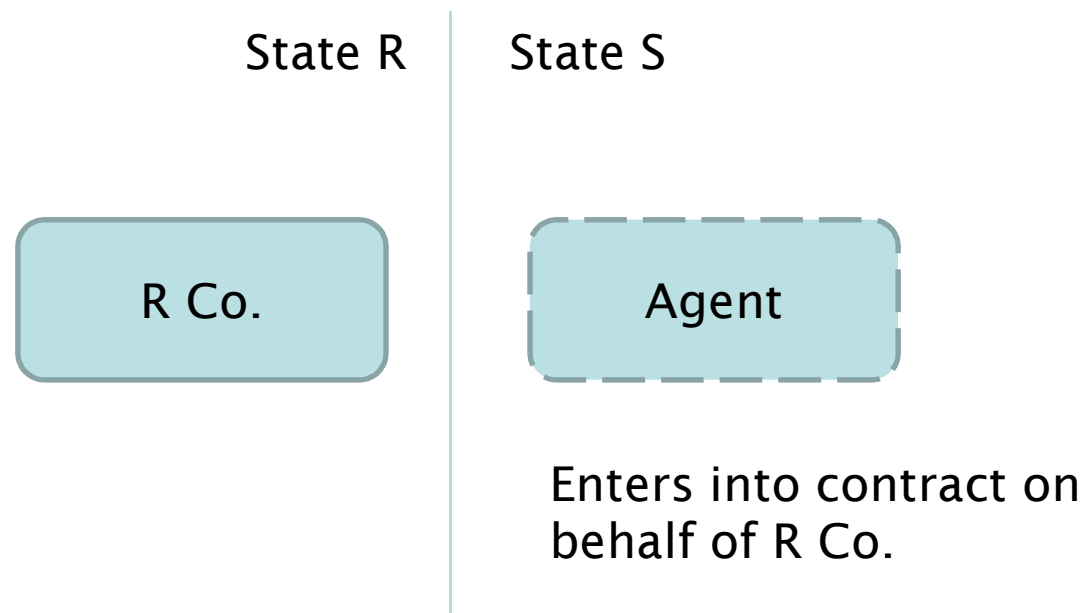 State R
State S
R Co.
Agent
Enters into contract on
behalf of R Co.